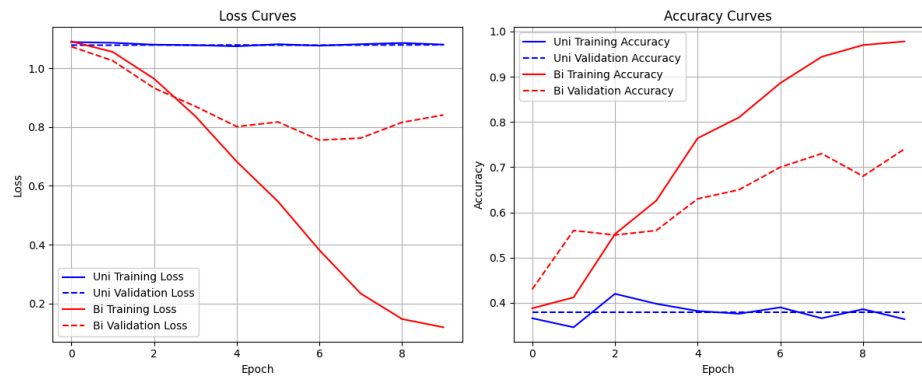 Loss Curves
1.0
0.8
0.6
0.4
0.2
Loss
0 2 4 6 8
Epoch
Uni Training Loss
Uni Validation Loss
Bi Training Loss
Bi Validation Loss
Accuracy Curves
1.0
0.9
0.8
0.7
0.6
0.5
0.4
Accuracy
0 2 4 6 8
Epoch
Uni Training Accuracy
Uni Validation Accuracy
Bi Training Accuracy
Bi Validation Accuracy